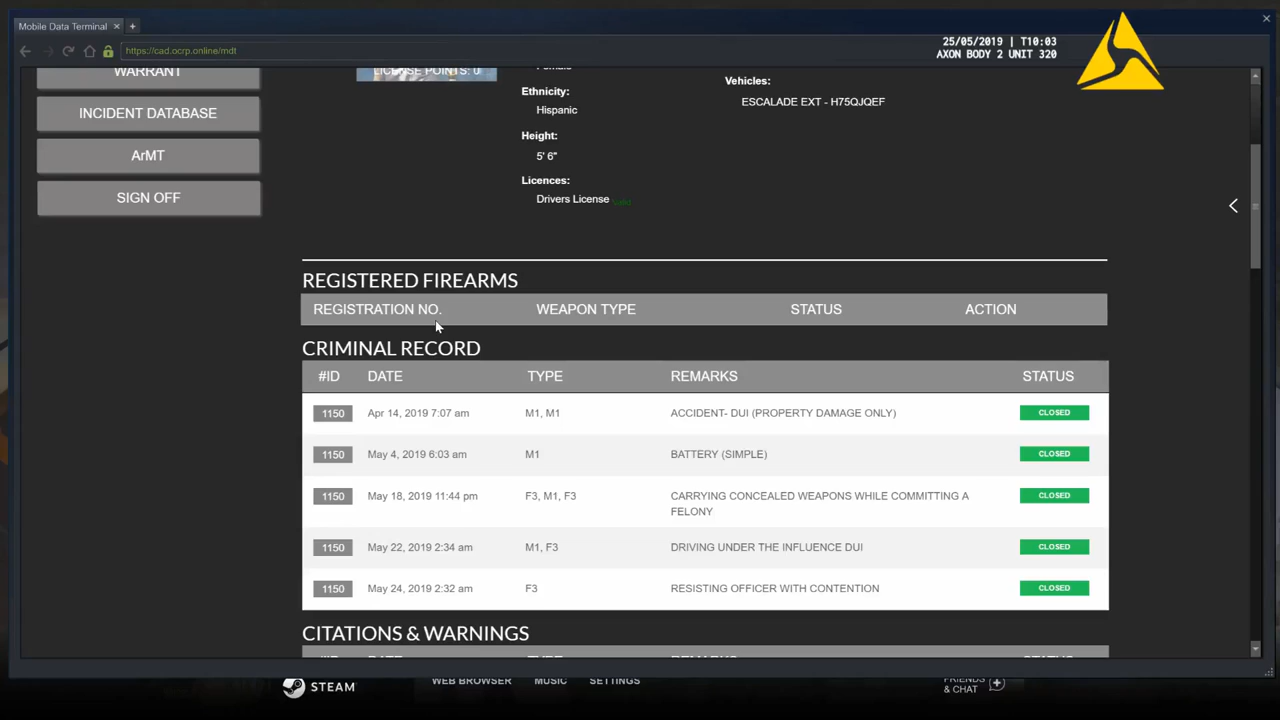 Mobile Data Terminal
https://cad.ocrp.online/mdt
25/05/2019 | T10:03
AXON BODY 2 UNIT 320
WARRANT
INCIDENT DATABASE
ArMT
SIGN OFF
LICENSE POINTS: 0
Female
Ethnicity:
Hispanic
Height:
5' 6"
Licences:
Drivers License Valid
Vehicles:
ESCALADE EXT - H75QJQEF
REGISTERED FIREARMS
REGISTRATION NO. WEAPON TYPE STATUS ACTION
CRIMINAL RECORD
#ID DATE TYPE REMARKS STATUS
1150 Apr 14, 2019 7:07 am M1, M1 ACCIDENT- DUI (PROPERTY DAMAGE ONLY) CLOSED
1150 May 4, 2019 6:03 am M1 BATTERY (SIMPLE) CLOSED
1150 May 18, 2019 11:44 pm F3, M1, F3 CARRYING CONCEALED WEAPONS WHILE COMMITTING A CLOSED
FELONY
1150 May 22, 2019 2:34 am M1, F3 DRIVING UNDER THE INFLUENCE DUI CLOSED
1150 May 24, 2019 2:32 am F3 RESISTING OFFICER WITH CONTENTION CLOSED
CITATIONS & WARNINGS
#ID DATE TYPE REMARKS STATUS
STEAM
WEB BROWSER MUSIC SETTINGS
FRIENDS
& CHAT